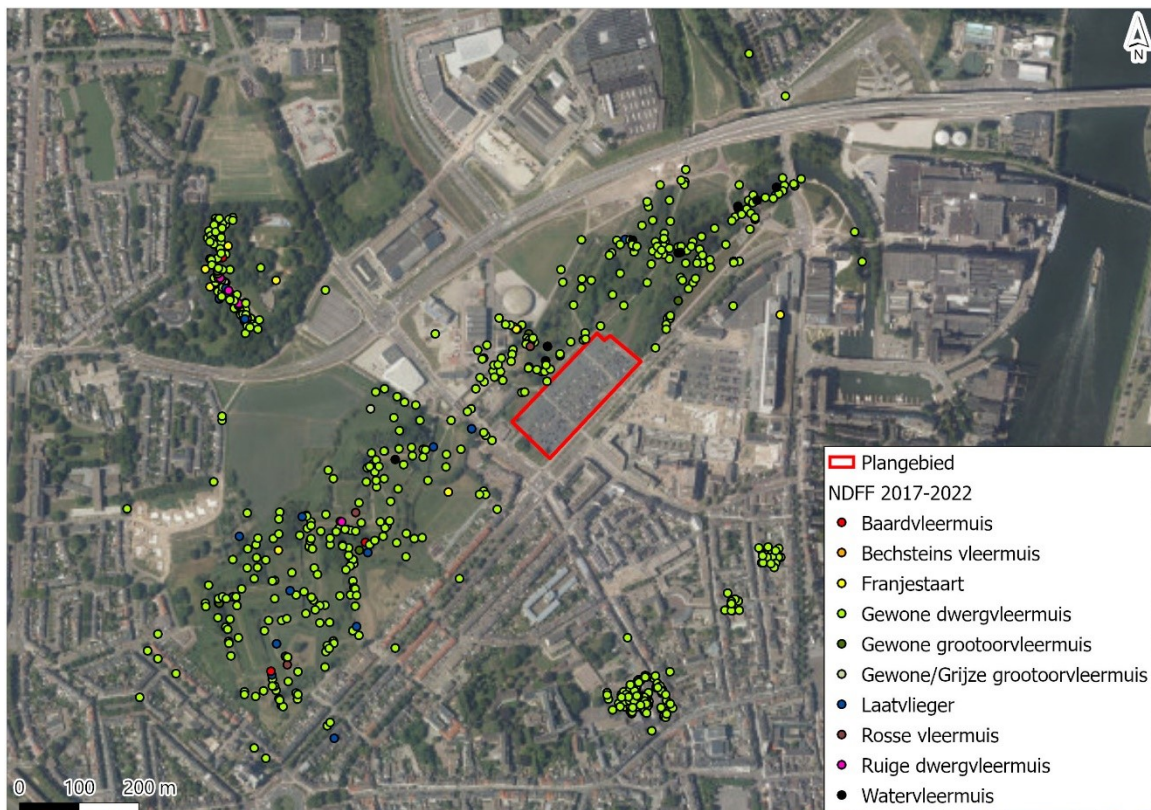 N
Plangebied
NDFF 2017-2022
Baardvleermuis
Bechsteins vleermuis
Franjestaart
Gewone dwergvleermuis
Gewone grootoorvleermuis
Gewone/Grijze grootoorvleermuis
Laatvlieger
Rosse vleermuis
Ruige dwergvleermuis
Watervleermuis
0 100 200 m